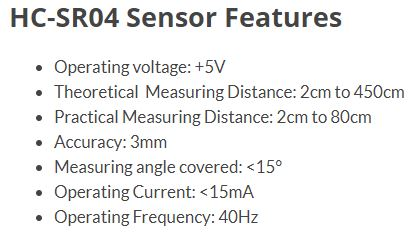 HC-SR04 Sensor Features
• Operating voltage: +5V
• Theoretical  Measuring Distance: 2cm to 450cm
• Practical Measuring Distance: 2cm to 80cm
• Accuracy: 3mm
• Measuring angle covered: <15°
• Operating Current: <15mA
• Operating Frequency: 40Hz